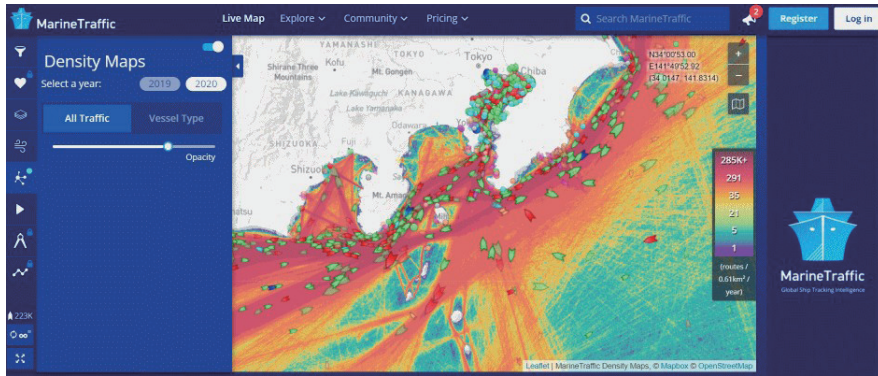 MarineTraffic
Live Map Explore Community Pricing
Search MarineTraffic
2
Register
Log in
Density Maps
Select a year: 2019 2020
All Traffic Vessel Type
Opacity
223K
YAMANASHI
TOKYO
Shirane Three Mountains
Kofu
Mt. Gongen
Tokyo
Chiba
Lake Kawaguchi
KANAGAWA
Lake Yamanaka
Odawara
SHIZUOKA
Fuji
Shizuo
Mt. Amag
N34°00'53.00
E141°49'52.92
(34.0147, 141.8314)
+
−
285K+
291
35
21
5
1
(routes /
0.61km² /
year)
MarineTraffic
Global Ship Tracking Intelligence
Leaflet | MarineTraffic Density Maps, © Mapbox © OpenStreetMap